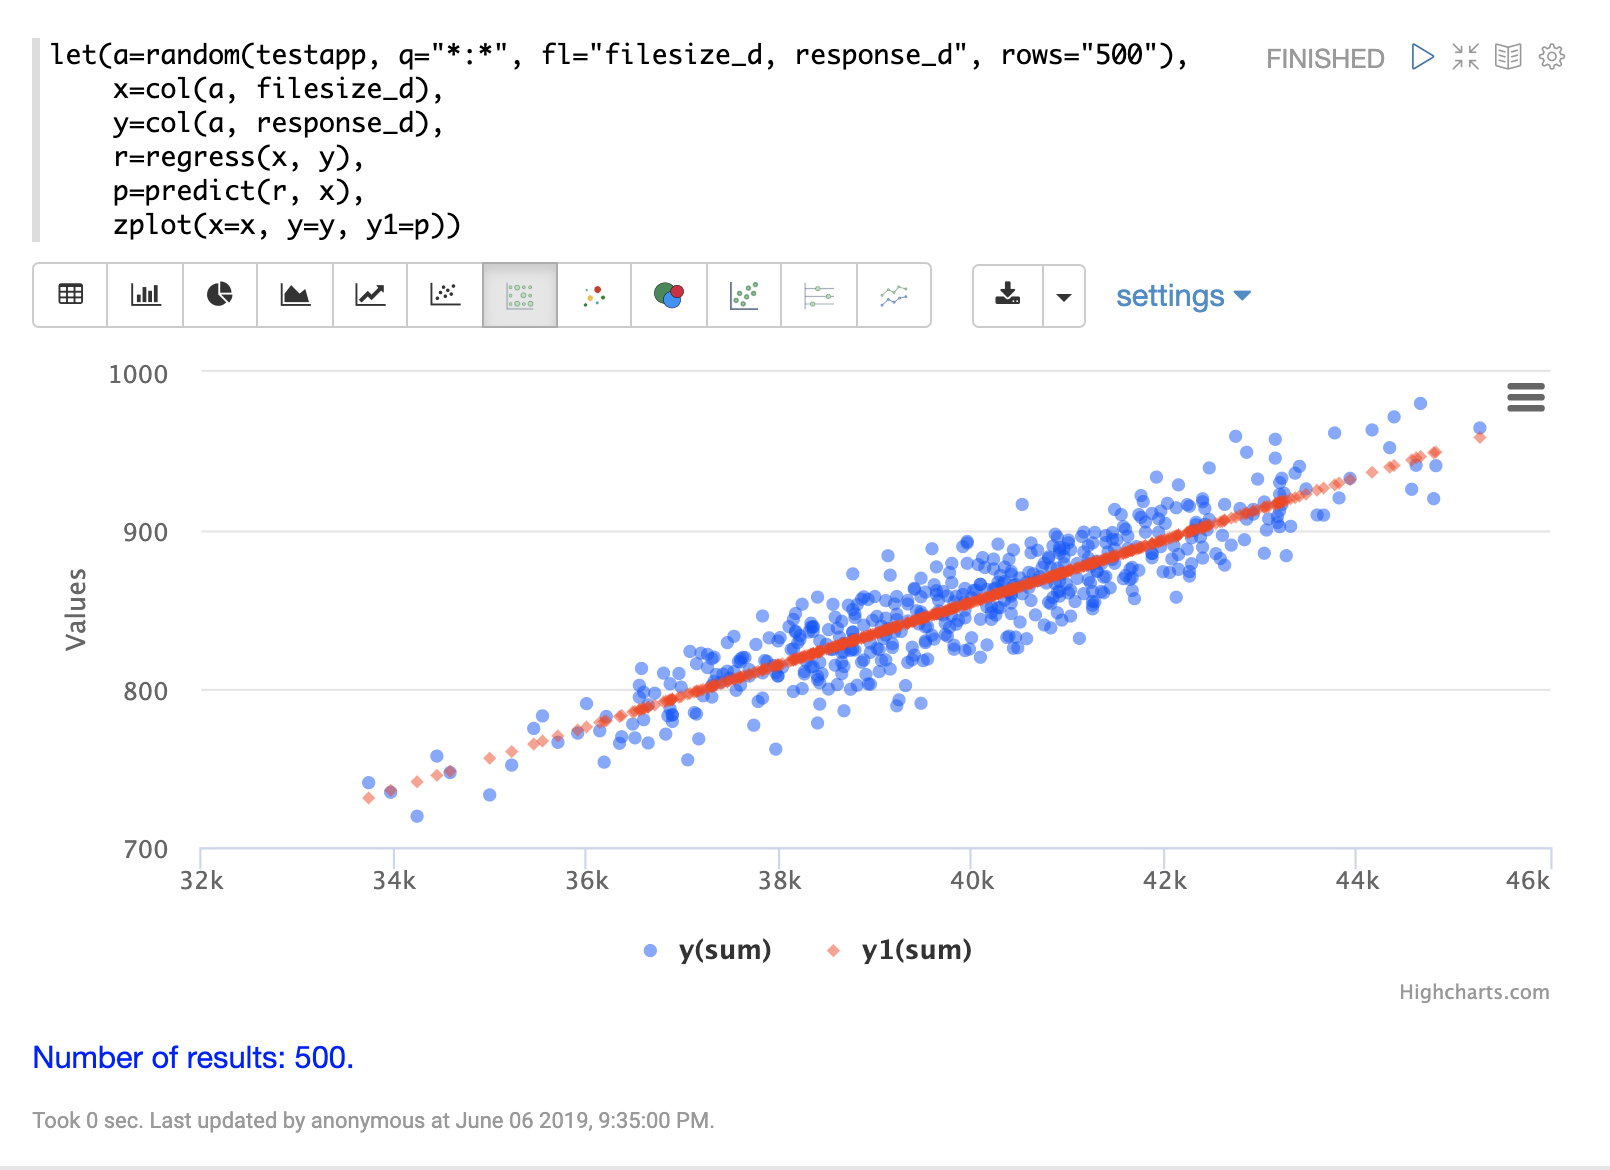 let(a=random(testapp, q="*:*", fl="filesize_d, response_d", rows="500"),
x=col(a, filesize_d),
y=col(a, response_d),
r=regress(x, y),
p=predict(r, x),
zplot(x=x, y=y, y1=p))
FINISHED
settings
1000
900
800
700
Values
32k 34k 36k 38k 40k 42k 44k 46k
y(sum) y1(sum)
Highcharts.com
Number of results: 500.
Took 0 sec. Last updated by anonymous at June 06 2019, 9:35:00 PM.